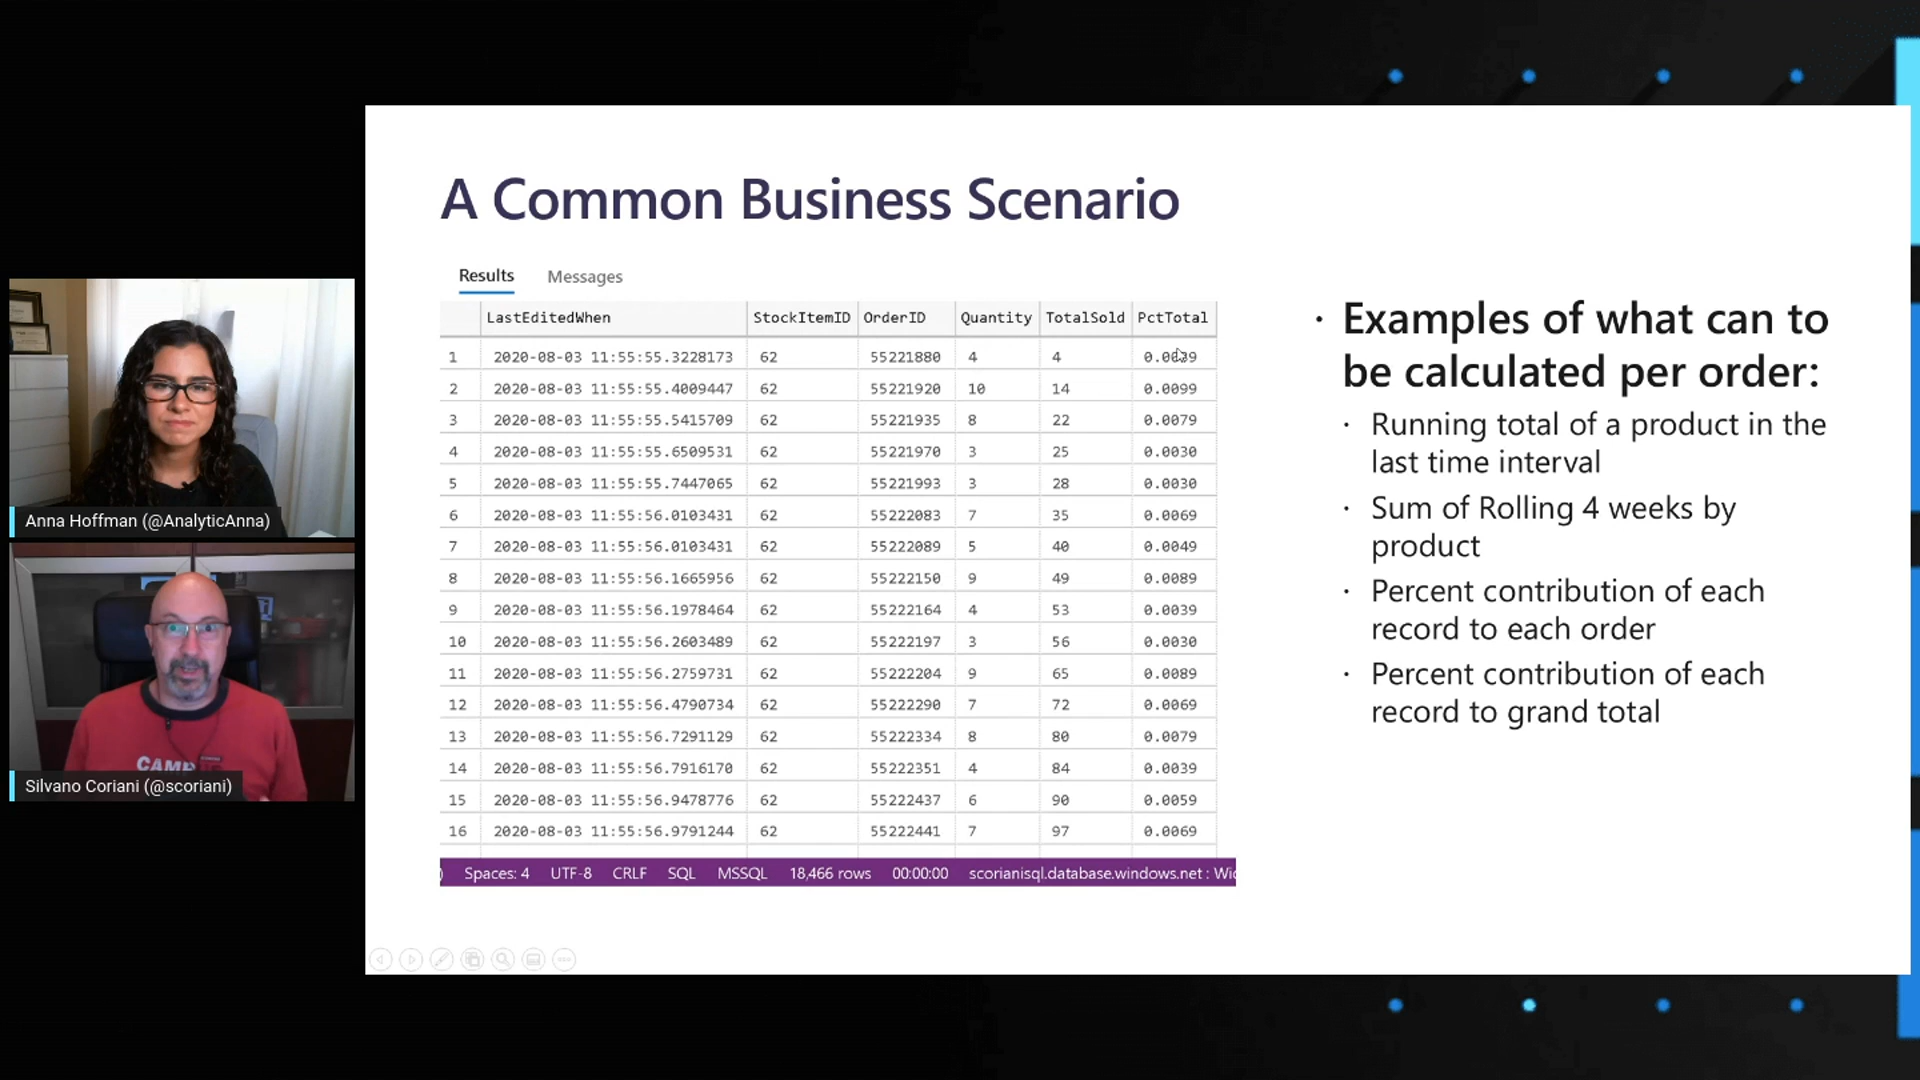 A Common Business Scenario
Results Messages
LastEditedWhen StockItemID OrderID Quantity TotalSold PctTotal
1 2020-08-03 11:55:55.3228173 62 55221880 4 4 0.0039
2 2020-08-03 11:55:55.4009447 62 55221920 10 14 0.0099
3 2020-08-03 11:55:55.5415709 62 55221935 8 22 0.0079
4 2020-08-03 11:55:55.6509531 62 55221970 3 25 0.0030
5 2020-08-03 11:55:55.7447065 62 55221993 3 28 0.0030
6 2020-08-03 11:55:56.0103431 62 55222083 7 35 0.0069
7 2020-08-03 11:55:56.0103431 62 55222089 5 40 0.0049
8 2020-08-03 11:55:56.1665956 62 55222150 9 49 0.0089
9 2020-08-03 11:55:56.1978464 62 55222164 4 53 0.0039
10 2020-08-03 11:55:56.2603489 62 55222197 3 56 0.0030
11 2020-08-03 11:55:56.2759731 62 55222204 9 65 0.0089
12 2020-08-03 11:55:56.4790734 62 55222290 7 72 0.0069
13 2020-08-03 11:55:56.7291129 62 55222334 8 80 0.0079
14 2020-08-03 11:55:56.7916170 62 55222351 4 84 0.0039
15 2020-08-03 11:55:56.9478776 62 55222437 6 90 0.0059
16 2020-08-03 11:55:56.9791244 62 55222441 7 97 0.0069
) Spaces: 4 UTF-8 CRLF SQL MSSQL 18,466 rows 00:00:00 scorianisql.database.windows.net : Wic
· Examples of what can to
be calculated per order:
· Running total of a product in the
last time interval
· Sum of Rolling 4 weeks by
product
· Percent contribution of each
record to each order
· Percent contribution of each
record to grand total
Anna Hoffman (@AnalyticAnna)
Silvano Coriani (@scoriani)